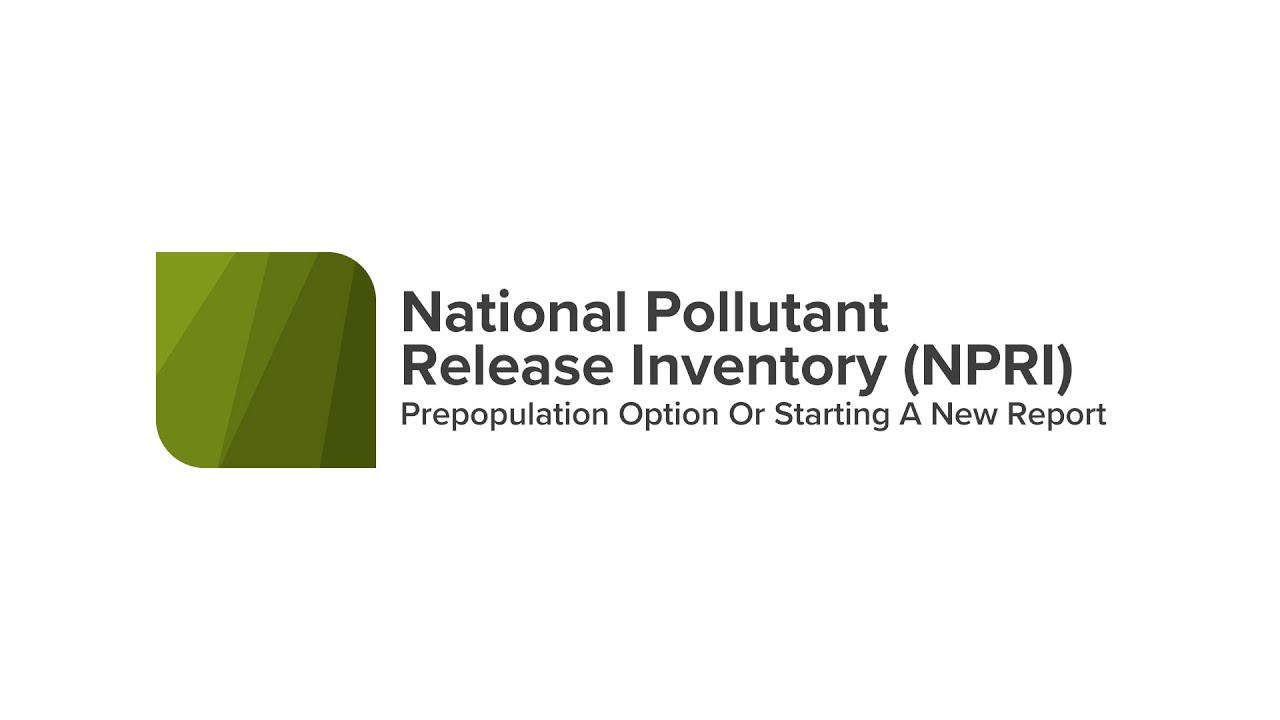 National Pollutant
Release Inventory (NPRI)
Prepopulation Option Or Starting A New Report